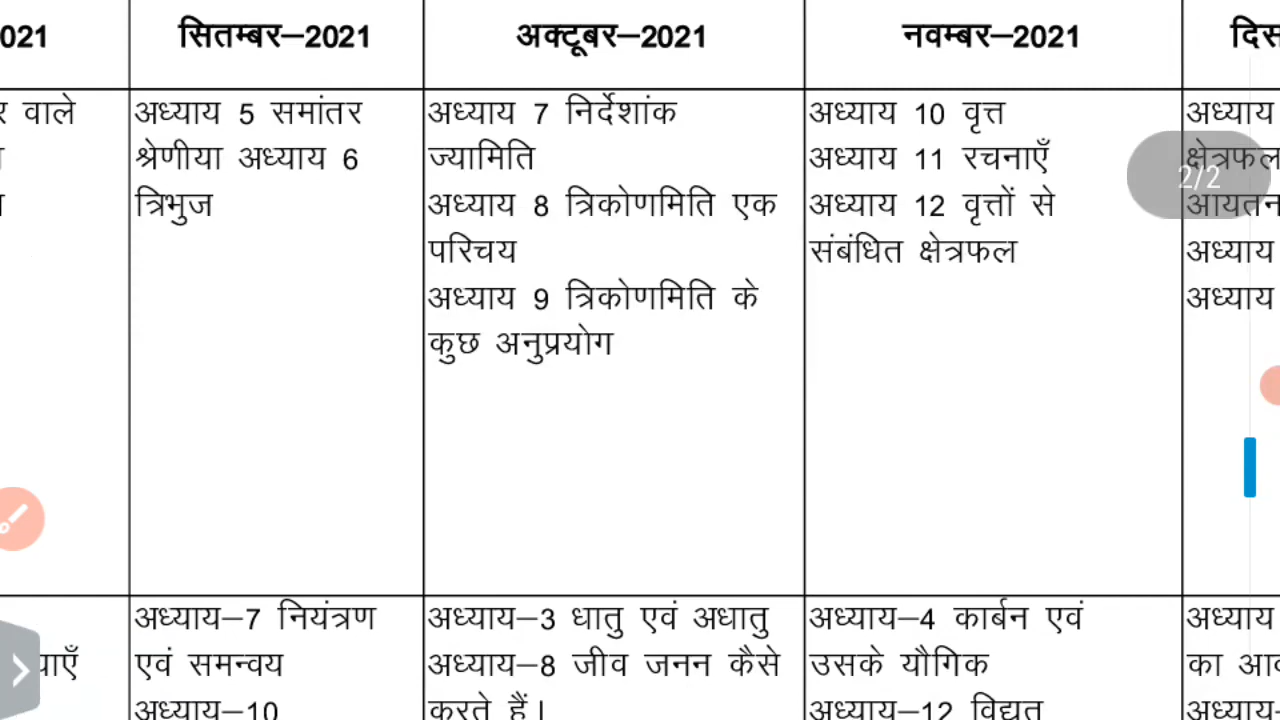 021
सितम्बर–2021
अक्टूबर–2021
नवम्बर–2021
वाले
अध्याय 5 समांतर
श्रेणीया अध्याय 6
त्रिभुज
अध्याय 7 निर्देशांक
ज्यामिति
अध्याय 8 त्रिकोणमिति एक
परिचय
अध्याय 9 त्रिकोणमिति के
कुछ अनुप्रयोग
अध्याय 10 वृत्त
अध्याय 11 रचनाएँ
अध्याय 12 वृत्तों से
संबंधित क्षेत्रफल
अध्याय
क्षेत्रफल
2/2
आयतन
अध्याय
अध्याय
अध्याय–7 नियंत्रण
एवं समन्वय
अध्याय–10
अध्याय–3 धातु एवं अधातु
अध्याय–8 जीव जनन कैसे
करते हैं।
अध्याय–4 कार्बन एवं
उसके यौगिक
अध्याय–12 विद्युत
अध्याय
का
अध्याय–